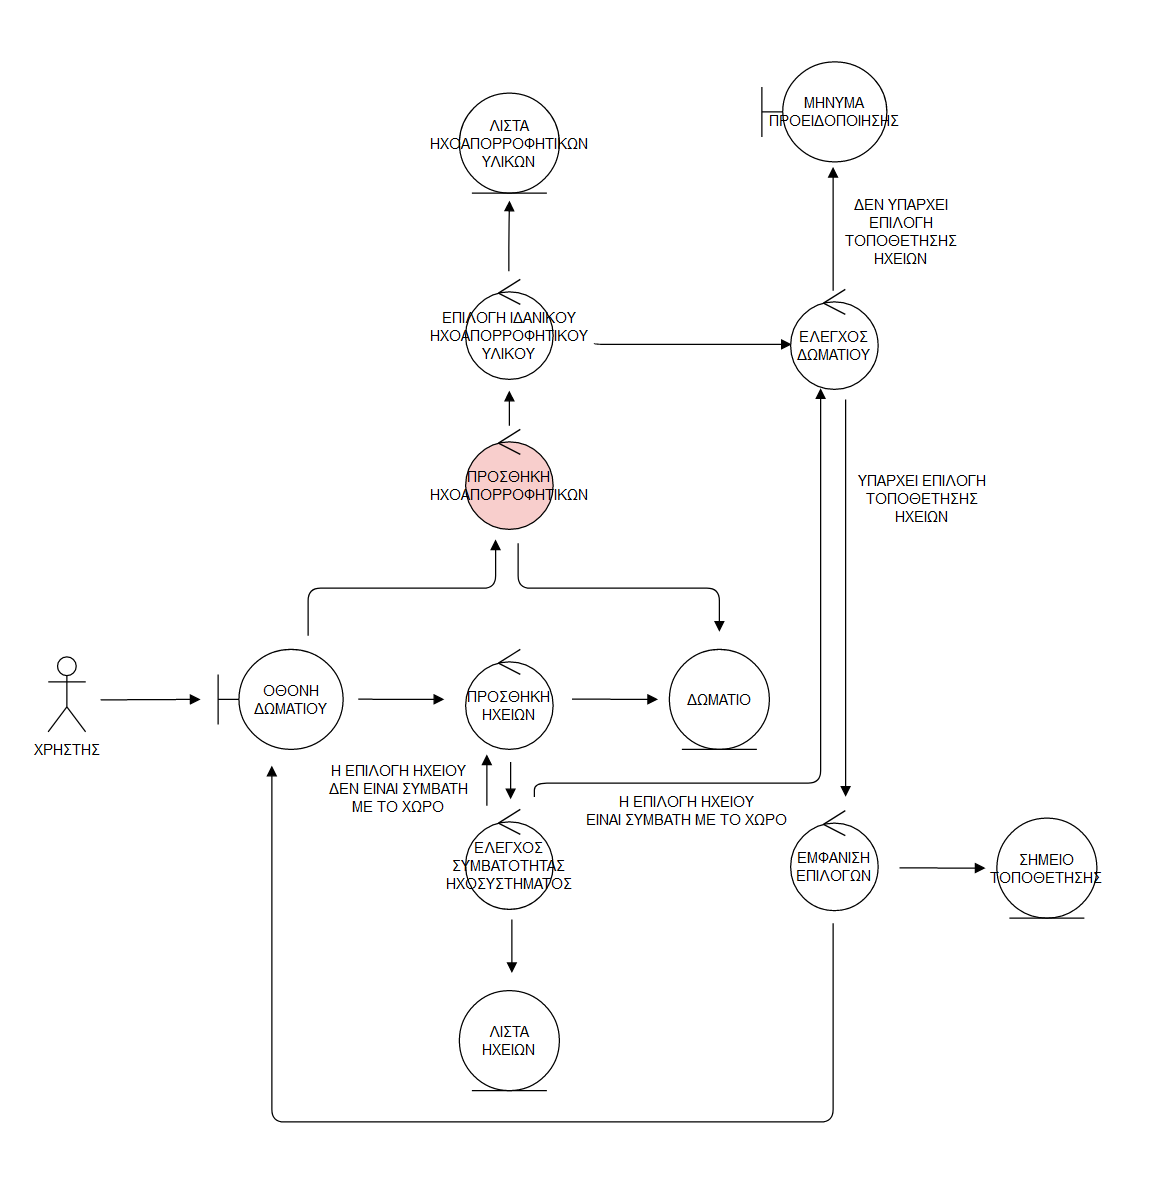 ΜΗΝΥΜΑ
ΠΡΟΕΙΔΟΠΟΙΗΣΗΣ
ΛΙΣΤΑ
ΗΧΟΑΠΟΡΡΟΦΗΤΙΚΩΝ
ΥΛΙΚΩΝ
ΔΕΝ ΥΠΑΡΧΕΙ
ΕΠΙΛΟΓΗ
ΤΟΠΟΘΕΤΗΣΗΣ
ΗΧΕΙΩΝ
ΕΠΙΛΟΓΗ ΙΔΑΝΙΚΟΥ
ΗΧΟΑΠΟΡΡΟΦΗΤΙΚΟΥ
ΥΛΙΚΟΥ
ΕΛΕΓΧΟΣ
ΔΩΜΑΤΙΟΥ
ΠΡΟΣΘΗΚΗ
ΗΧΟΑΠΟΡΡΟΦΗΤΙΚΩΝ
ΥΠΑΡΧΕΙ ΕΠΙΛΟΓΗ
ΤΟΠΟΘΕΤΗΣΗΣ
ΗΧΕΙΩΝ
ΧΡΗΣΤΗΣ
ΟΘΟΝΗ
ΔΩΜΑΤΙΟΥ
ΠΡΟΣΘΗΚΗ
ΗΧΕΙΩΝ
ΔΩΜΑΤΙΟ
Η ΕΠΙΛΟΓΗ ΗΧΕΙΟΥ
ΔΕΝ ΕΙΝΑΙ ΣΥΜΒΑΤΗ
ΜΕ ΤΟ ΧΩΡΟ
Η ΕΠΙΛΟΓΗ ΗΧΕΙΟΥ
ΕΙΝΑΙ ΣΥΜΒΑΤΗ ΜΕ ΤΟ ΧΩΡΟ
ΕΛΕΓΧΟΣ
ΣΥΜΒΑΤΟΤΗΤΑΣ
ΗΧΟΣΥΣΤΗΜΑΤΟΣ
ΕΜΦΑΝΙΣΗ
ΕΠΙΛΟΓΩΝ
ΣΗΜΕΙΟ
ΤΟΠΟΘΕΤΗΣΗΣ
ΛΙΣΤΑ
ΗΧΕΙΩΝ